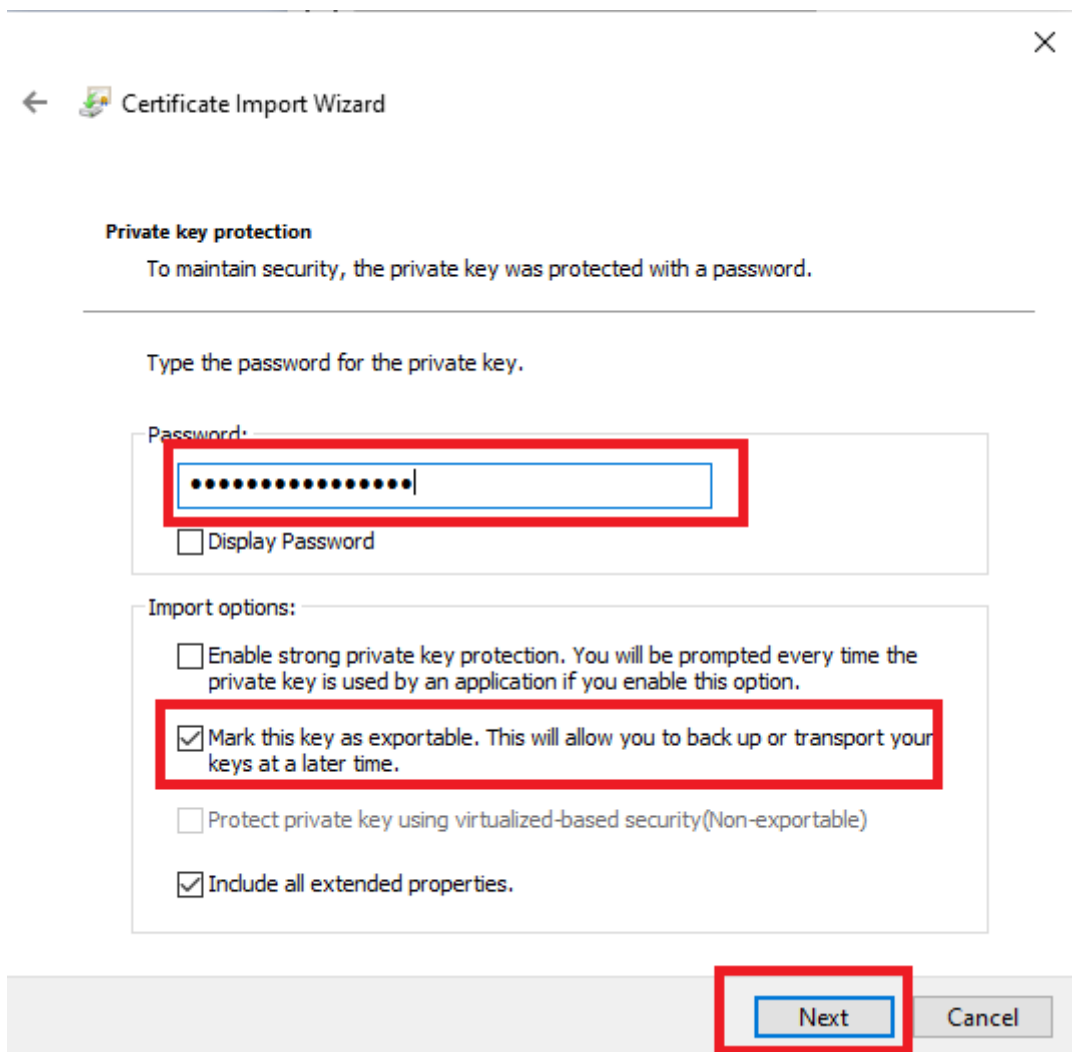 Certificate Import Wizard
Private key protection
To maintain security, the private key was protected with a password.
Type the password for the private key.
Password:
••••••••••••••••
Display Password
Import options:
Enable strong private key protection. You will be prompted every time the
private key is used by an application if you enable this option.
Mark this key as exportable. This will allow you to back up or transport your
keys at a later time.
Protect private key using virtualized-based security(Non-exportable)
Include all extended properties.
Next
Cancel